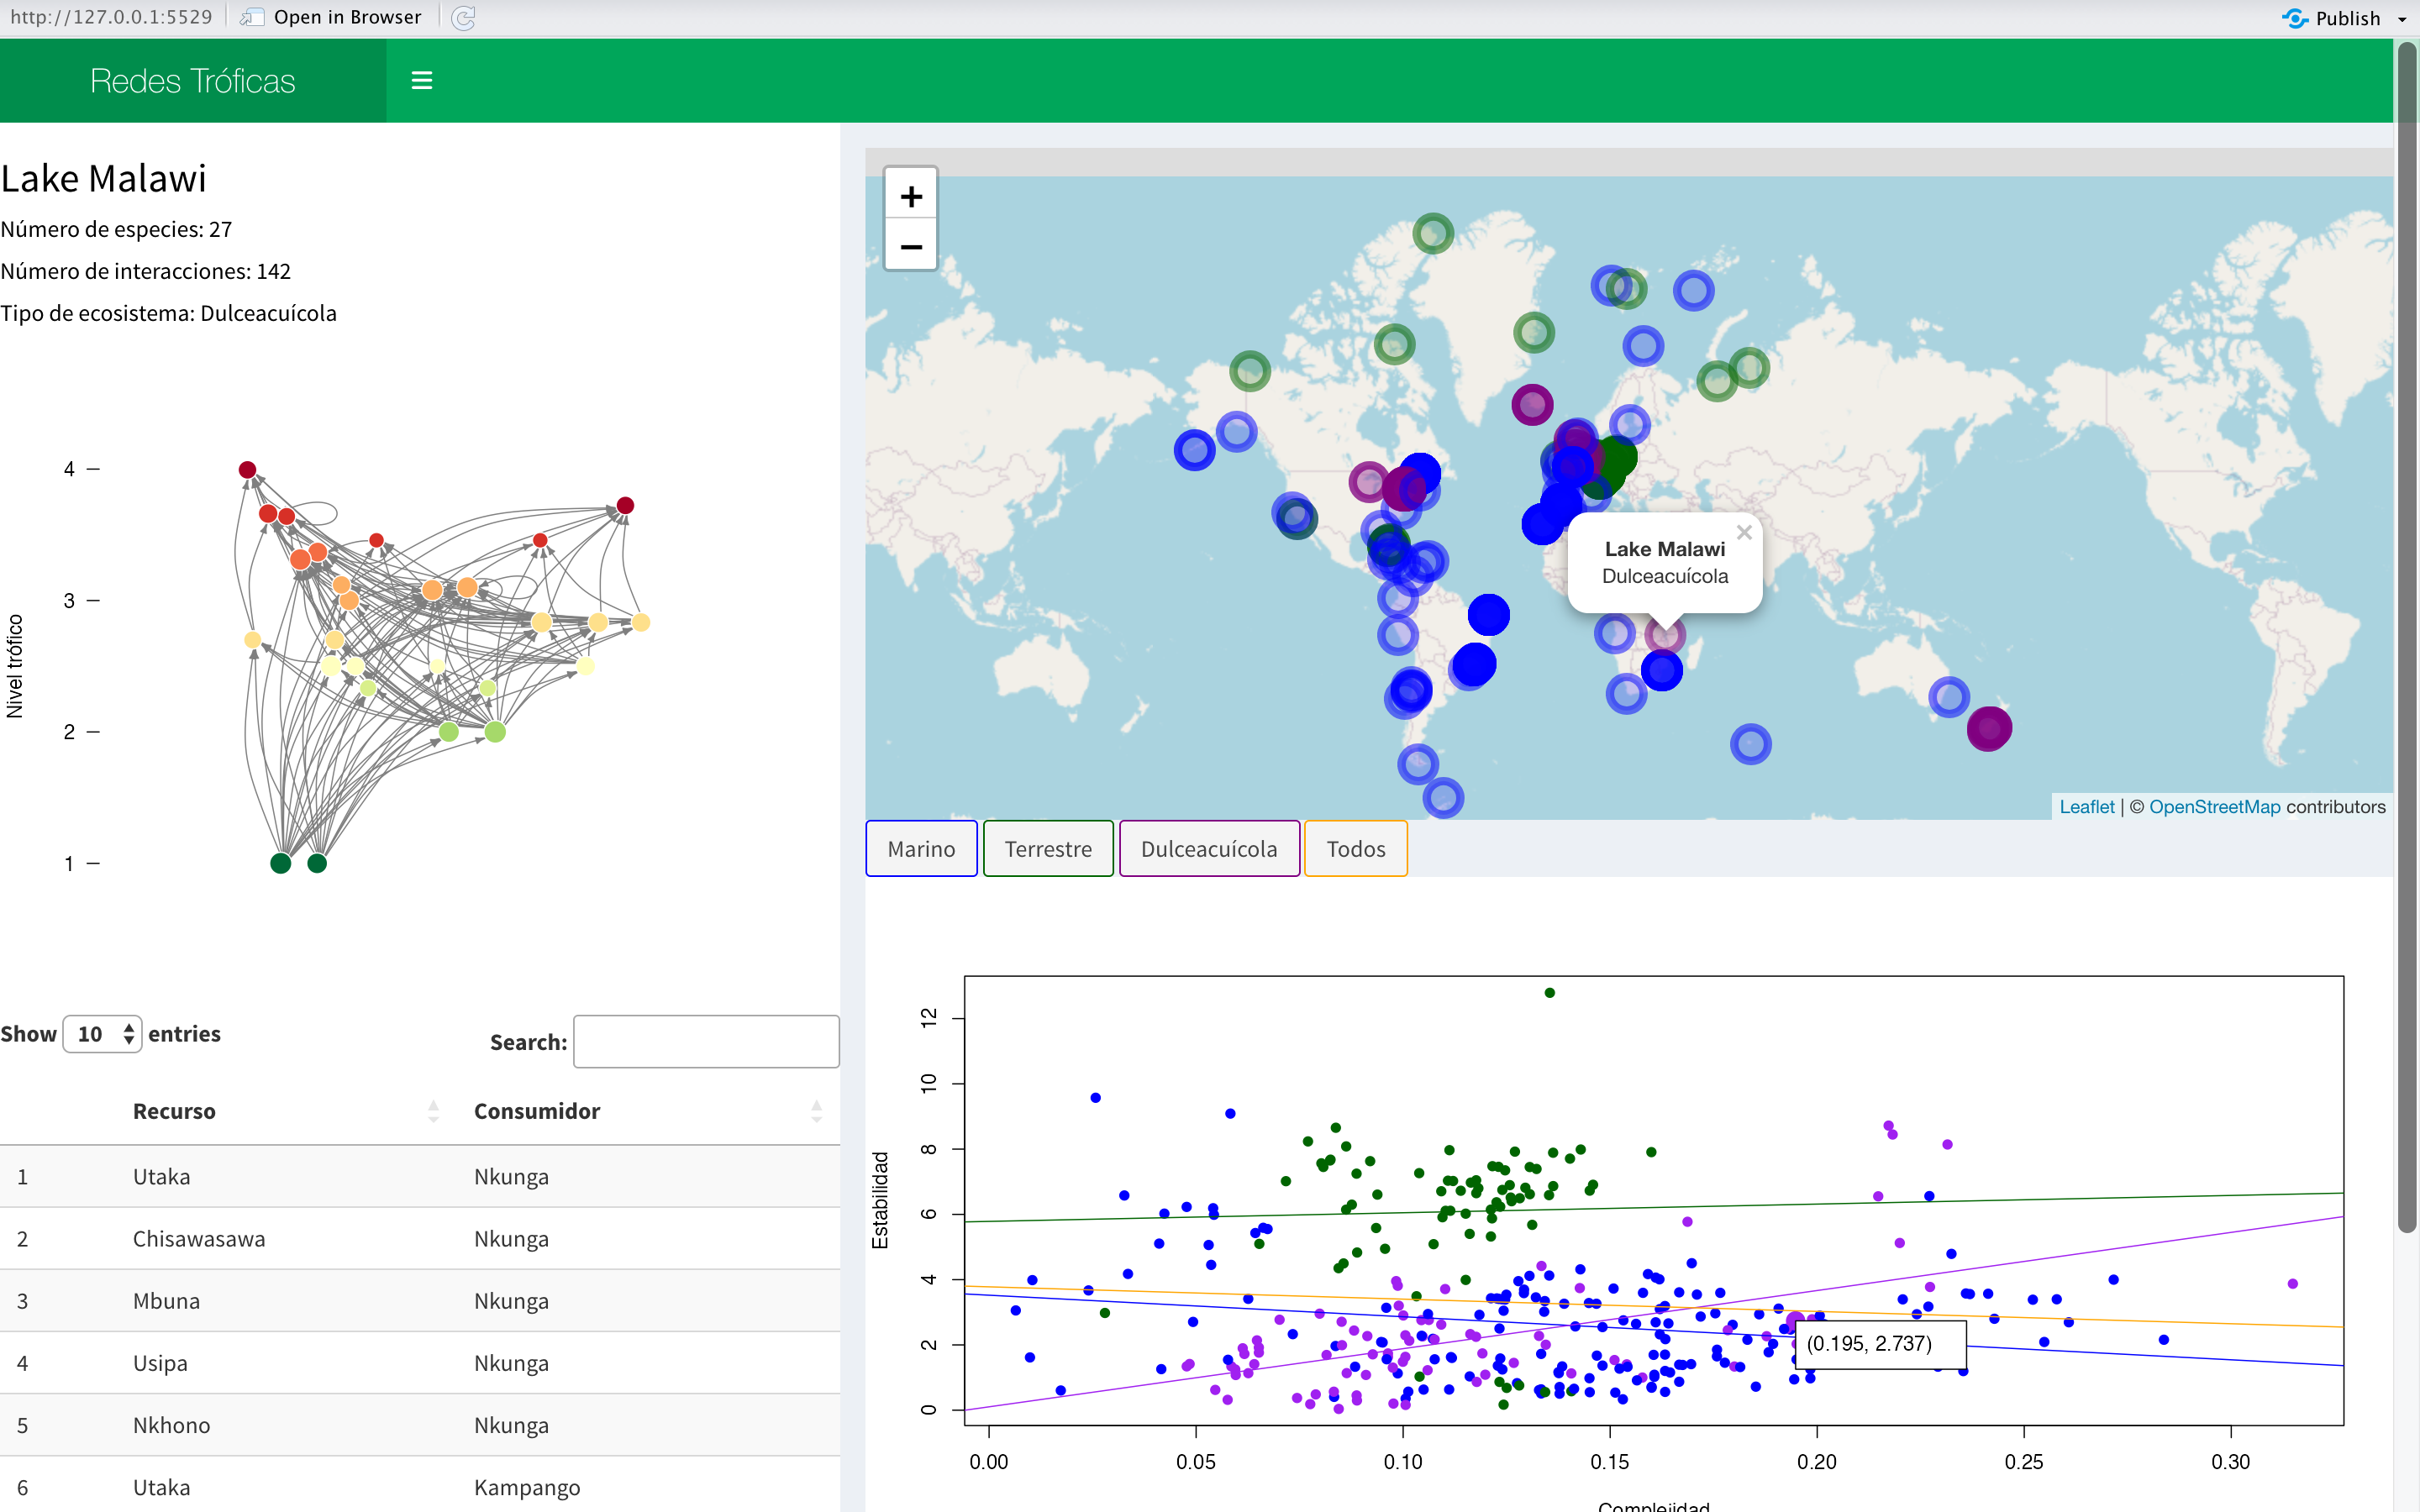 http://127.0.0.1:5529 Open in Browser Publish
Redes Tróficas
Lake Malawi
Número de especies: 27
Número de interacciones: 142
Tipo de ecosistema: Dulceacuícola
Nivel trófico
4
3
2
1
Show 10 entries
Search:
Recurso Consumidor
1 Utaka Nkunga
2 Chisawasawa Nkunga
3 Mbuna Nkunga
4 Usipa Nkunga
5 Nkhono Nkunga
6 Utaka Kampango
+
−
Lake Malawi ×
Dulceacuícola
Leaflet | © OpenStreetMap contributors
Marino Terrestre Dulceacuícola Todos
Estabilidad
12
10
8
6
4
2
0
(0.195, 2.737)
0.00 0.05 0.10 0.15 0.20 0.25 0.30
Complejidad